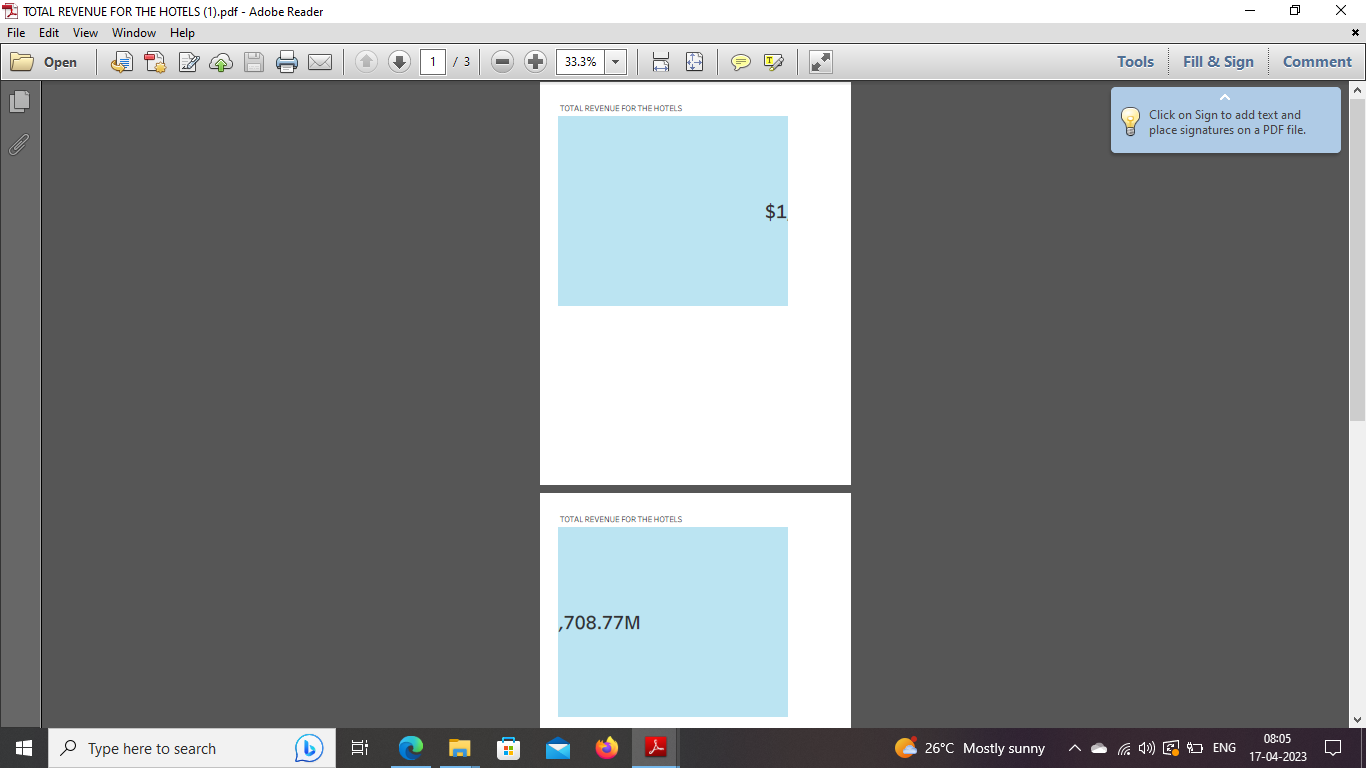 TOTAL REVENUE FOR THE HOTELS (1).pdf - Adobe Reader
File Edit View Window Help
Open 1 / 3 33.3% Tools Fill & Sign Comment
Click on Sign to add text and
place signatures on a PDF file.
TOTAL REVENUE FOR THE HOTELS
$1,
TOTAL REVENUE FOR THE HOTELS
,708.77M
Type here to search
26°C Mostly sunny
ENG
08:05
17-04-2023